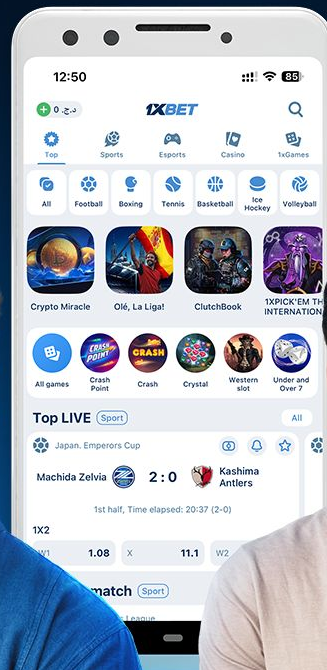 12:50 85
0 د.ج.
1XBET
Top Sports Esports Casino 1xGames
All Football Boxing Tennis Basketball Ice Hockey Volleyball
Crypto Miracle Olé, La Liga! ClutchBook 1XPICK'EM TH
INTERNATION
CRASH POINT CRASH
All games Crash Point Crash Crystal Western slot Under and Over 7
Top LIVE Sport All
Japan. Emperors Cup
Machida Zelvia 2 : 0 Kashima Antlers
1st half, Time elapsed: 20:37 (2-0)
1X2
W1 1.08 X 11.1 W2
match Sport
League